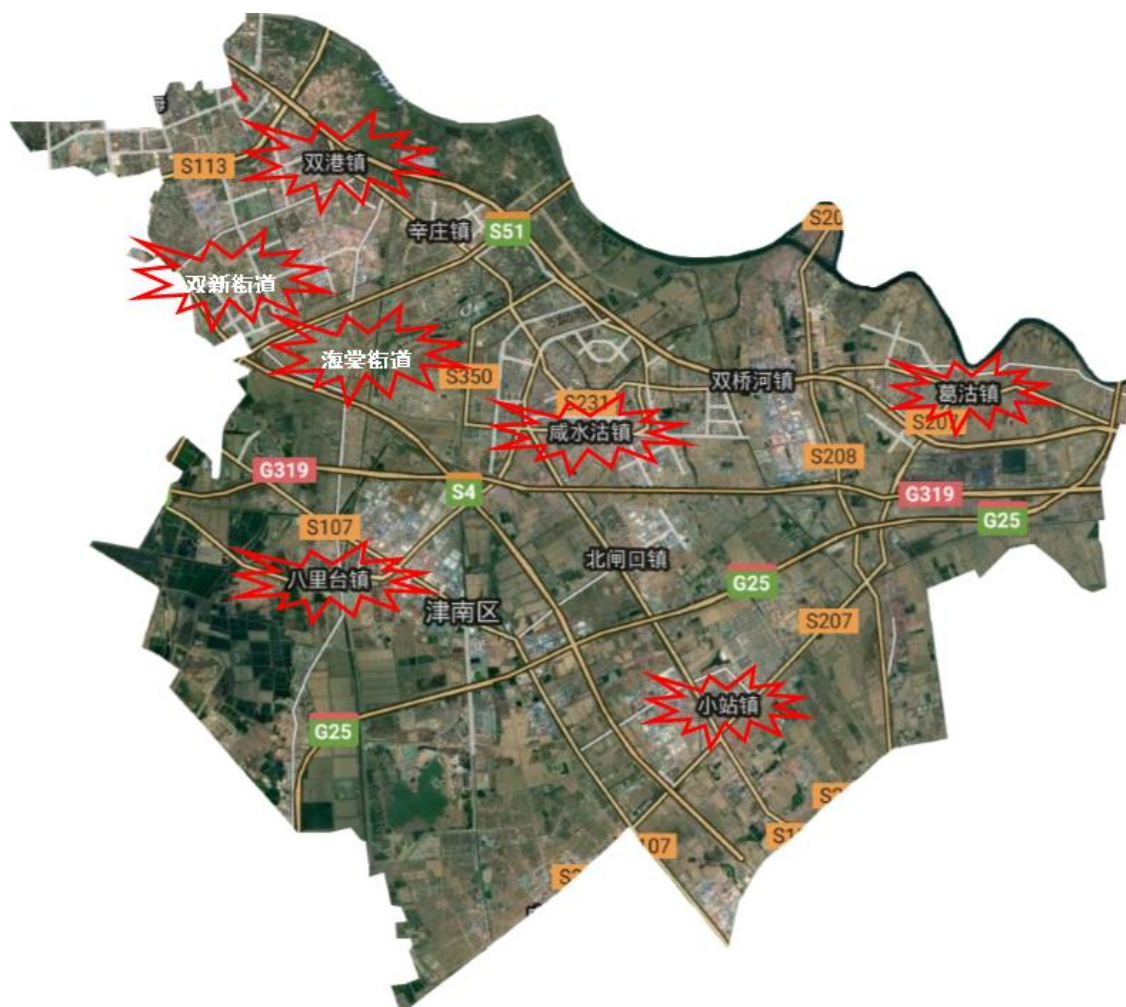 S113
双港镇
辛庄镇
S51
S20
双新街道
海棠街道
S350
双桥河镇
葛沽镇
S231
咸水沽镇
S207
S208
G319
S4
G319
G25
S107
北闸口镇
八里台镇
G25
津南区
S207
小站镇
G25
107